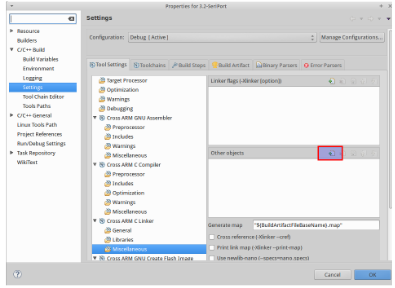 Properties for 5.2-SerlPort
Settings
Configuration: Debug [ Active ]
Manage Configurations...
Resource
Builders
C/C++ Build
Build Variables
Environment
Logging
Settings
Tool Chain Editor
Tools Paths
C/C++ General
Linux Tools Path
Project References
Run/Debug Settings
Task Repository
WikiText
Tool Settings
Toolchains
Build Steps
Build Artifact
Binary Parsers
Error Parsers
Target Processor
Optimization
Warnings
Debugging
Cross ARM GNU Assembler
Preprocessor
Includes
Warnings
Miscellaneous
Cross ARM C Compiler
Preprocessor
Includes
Optimization
Warnings
Miscellaneous
Cross ARM C Linker
General
Libraries
Miscellaneous
Cross ARM GNU Create Flash Image
Linker flags (-Xlinker [option])
Other objects
Generate map "${BuildArtifactFileBaseName}.map"
Cross reference (-Xlinker --cref)
Print link map (-Xlinker --print-map)
Use newlib-nano (--specs=nano.specs)
Cancel
OK